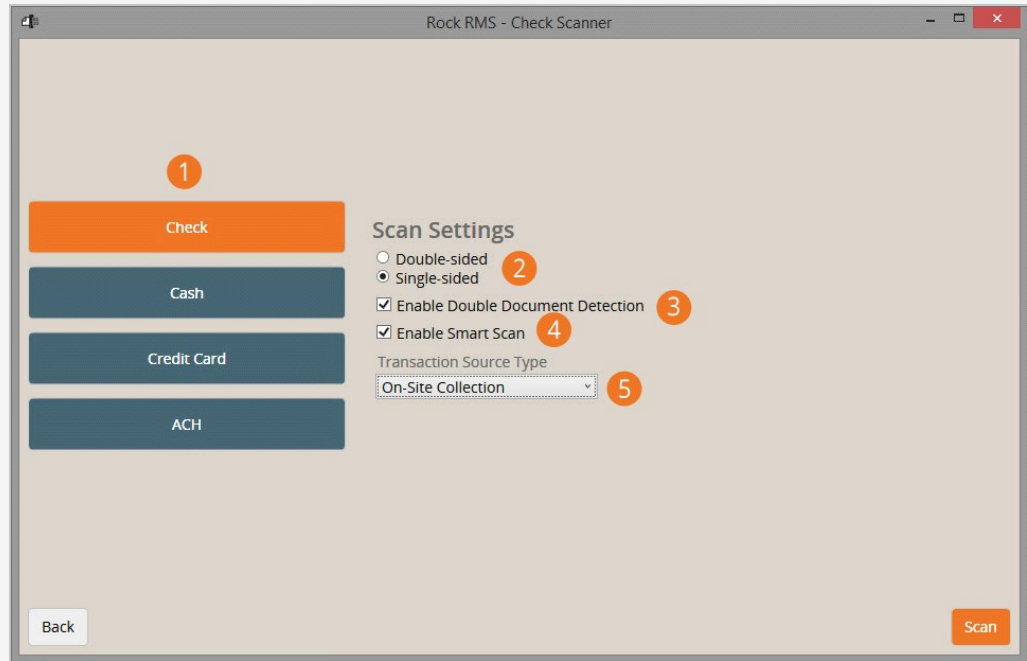 Rock RMS - Check Scanner
1
Check
Cash
Credit Card
ACH
Scan Settings
Double-sided
Single-sided
2
Enable Double Document Detection 3
Enable Smart Scan 4
Transaction Source Type
On-Site Collection 5
Back
Scan